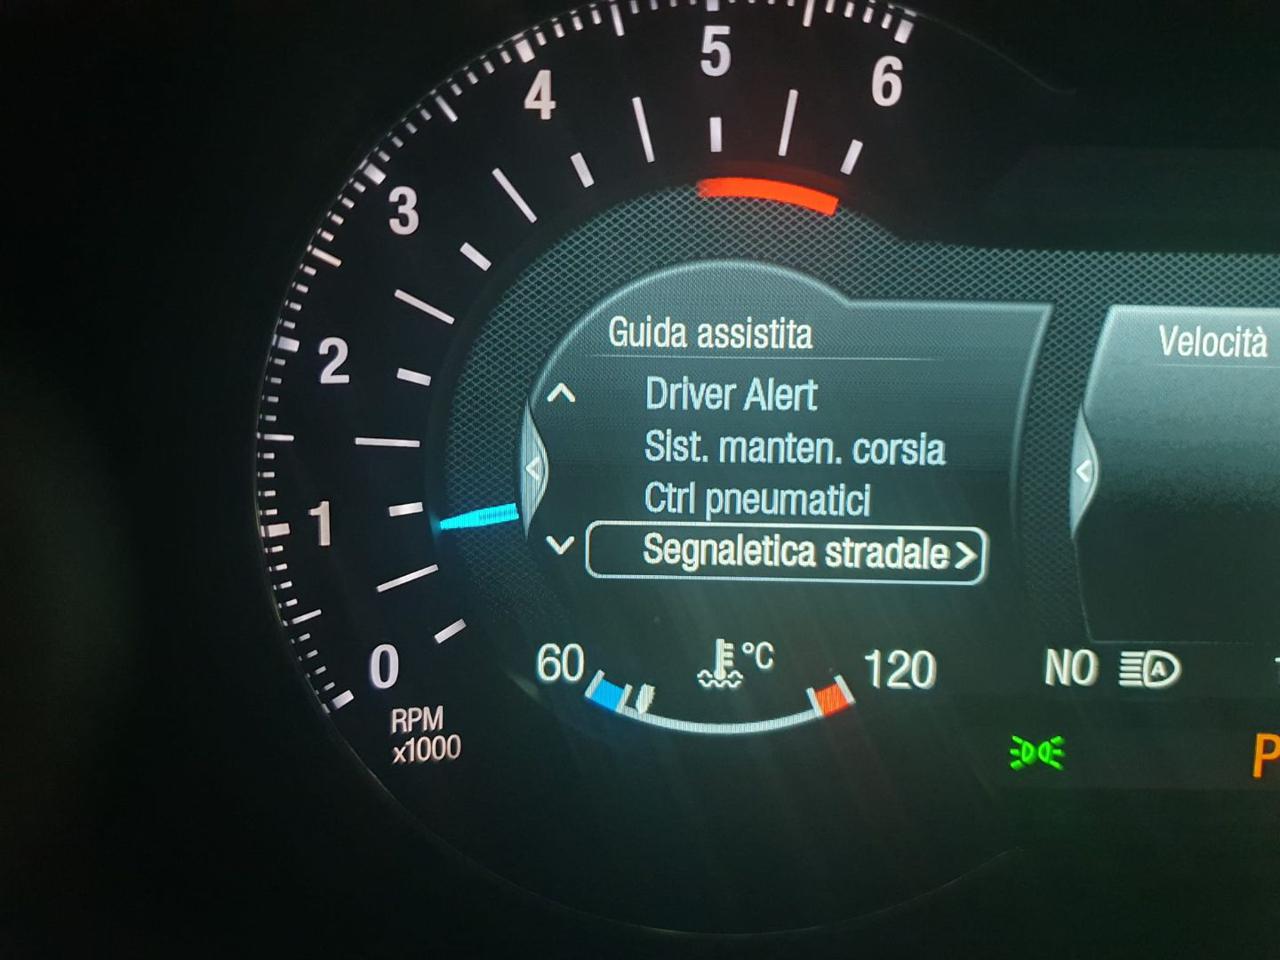 5
6
4
3
2
1
0
RPM
x1000
Guida assistita
Driver Alert
Sist. manten. corsia
Ctrl pneumatici
Segnaletica stradale >
Velocità
60
°C
120
NO
A
P